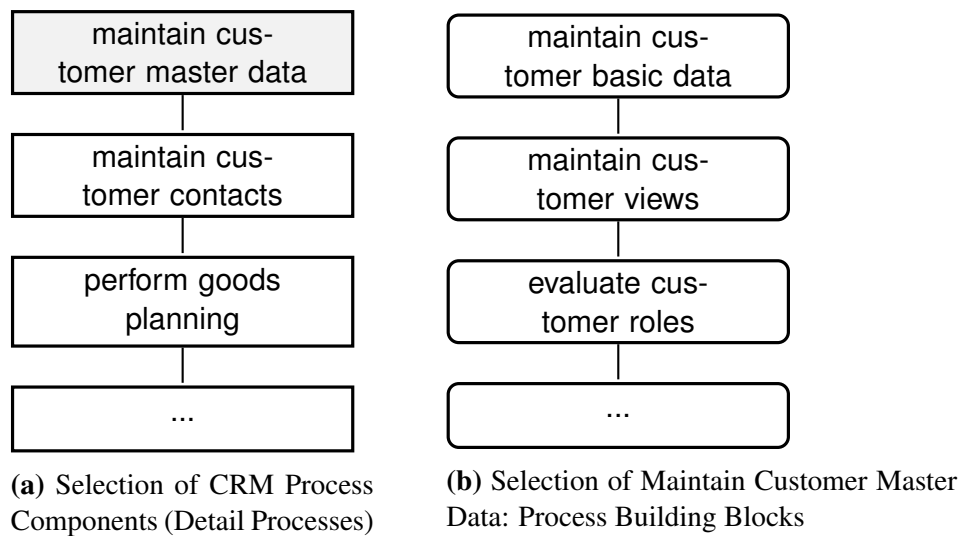 maintain cus-
tomer master data
maintain cus-
tomer contacts
perform goods
planning
...
(a) Selection of CRM Process
Components (Detail Processes)
maintain cus-
tomer basic data
maintain cus-
tomer views
evaluate cus-
tomer roles
...
(b) Selection of Maintain Customer Master
Data: Process Building Blocks